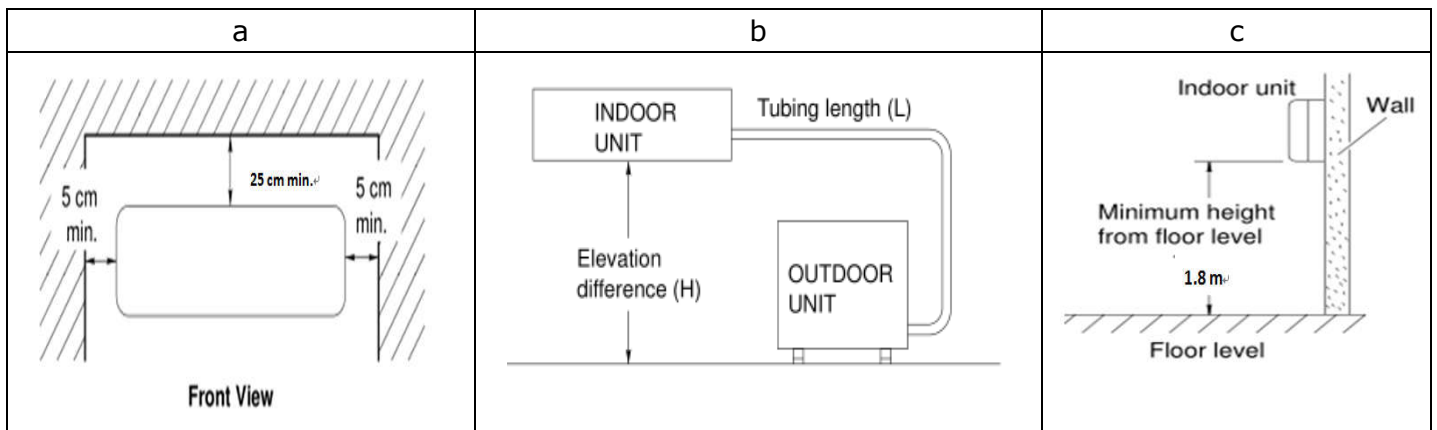 a
b
c
25 cm min.
5 cm
min.
5 cm
min.
Front View
INDOOR
UNIT
Tubing length (L)
Elevation
difference (H)
OUTDOOR
UNIT
Indoor unit
Wall
Minimum height
from floor level
1.8 m
Floor level